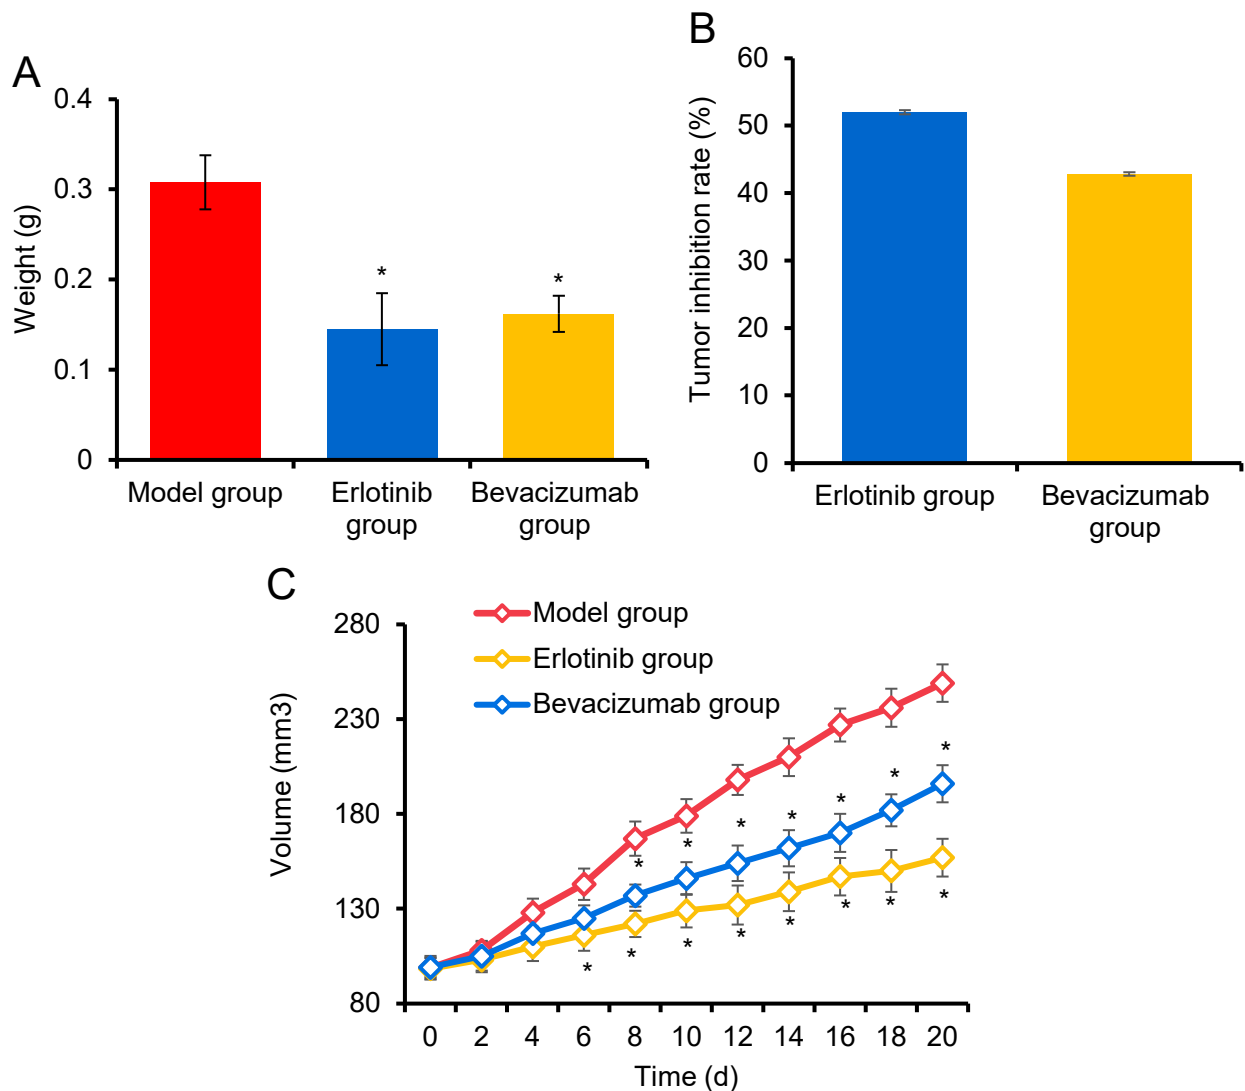 A
0.4
0.3
0.2
0.1
0
Weight (g)
*
*
Model group
Erlotinib
group
Bevacizumab
group
B
60
50
40
30
20
10
0
Tumor inhibition rate (%)
Erlotinib group
Bevacizumab
group
C
Model group
Erlotinib group
Bevacizumab group
280
230
180
130
80
Volume (mm3)
* * * * * * *
* * * * * * * *
0 2 4 6 8 10 12 14 16 18 20
Time (d)